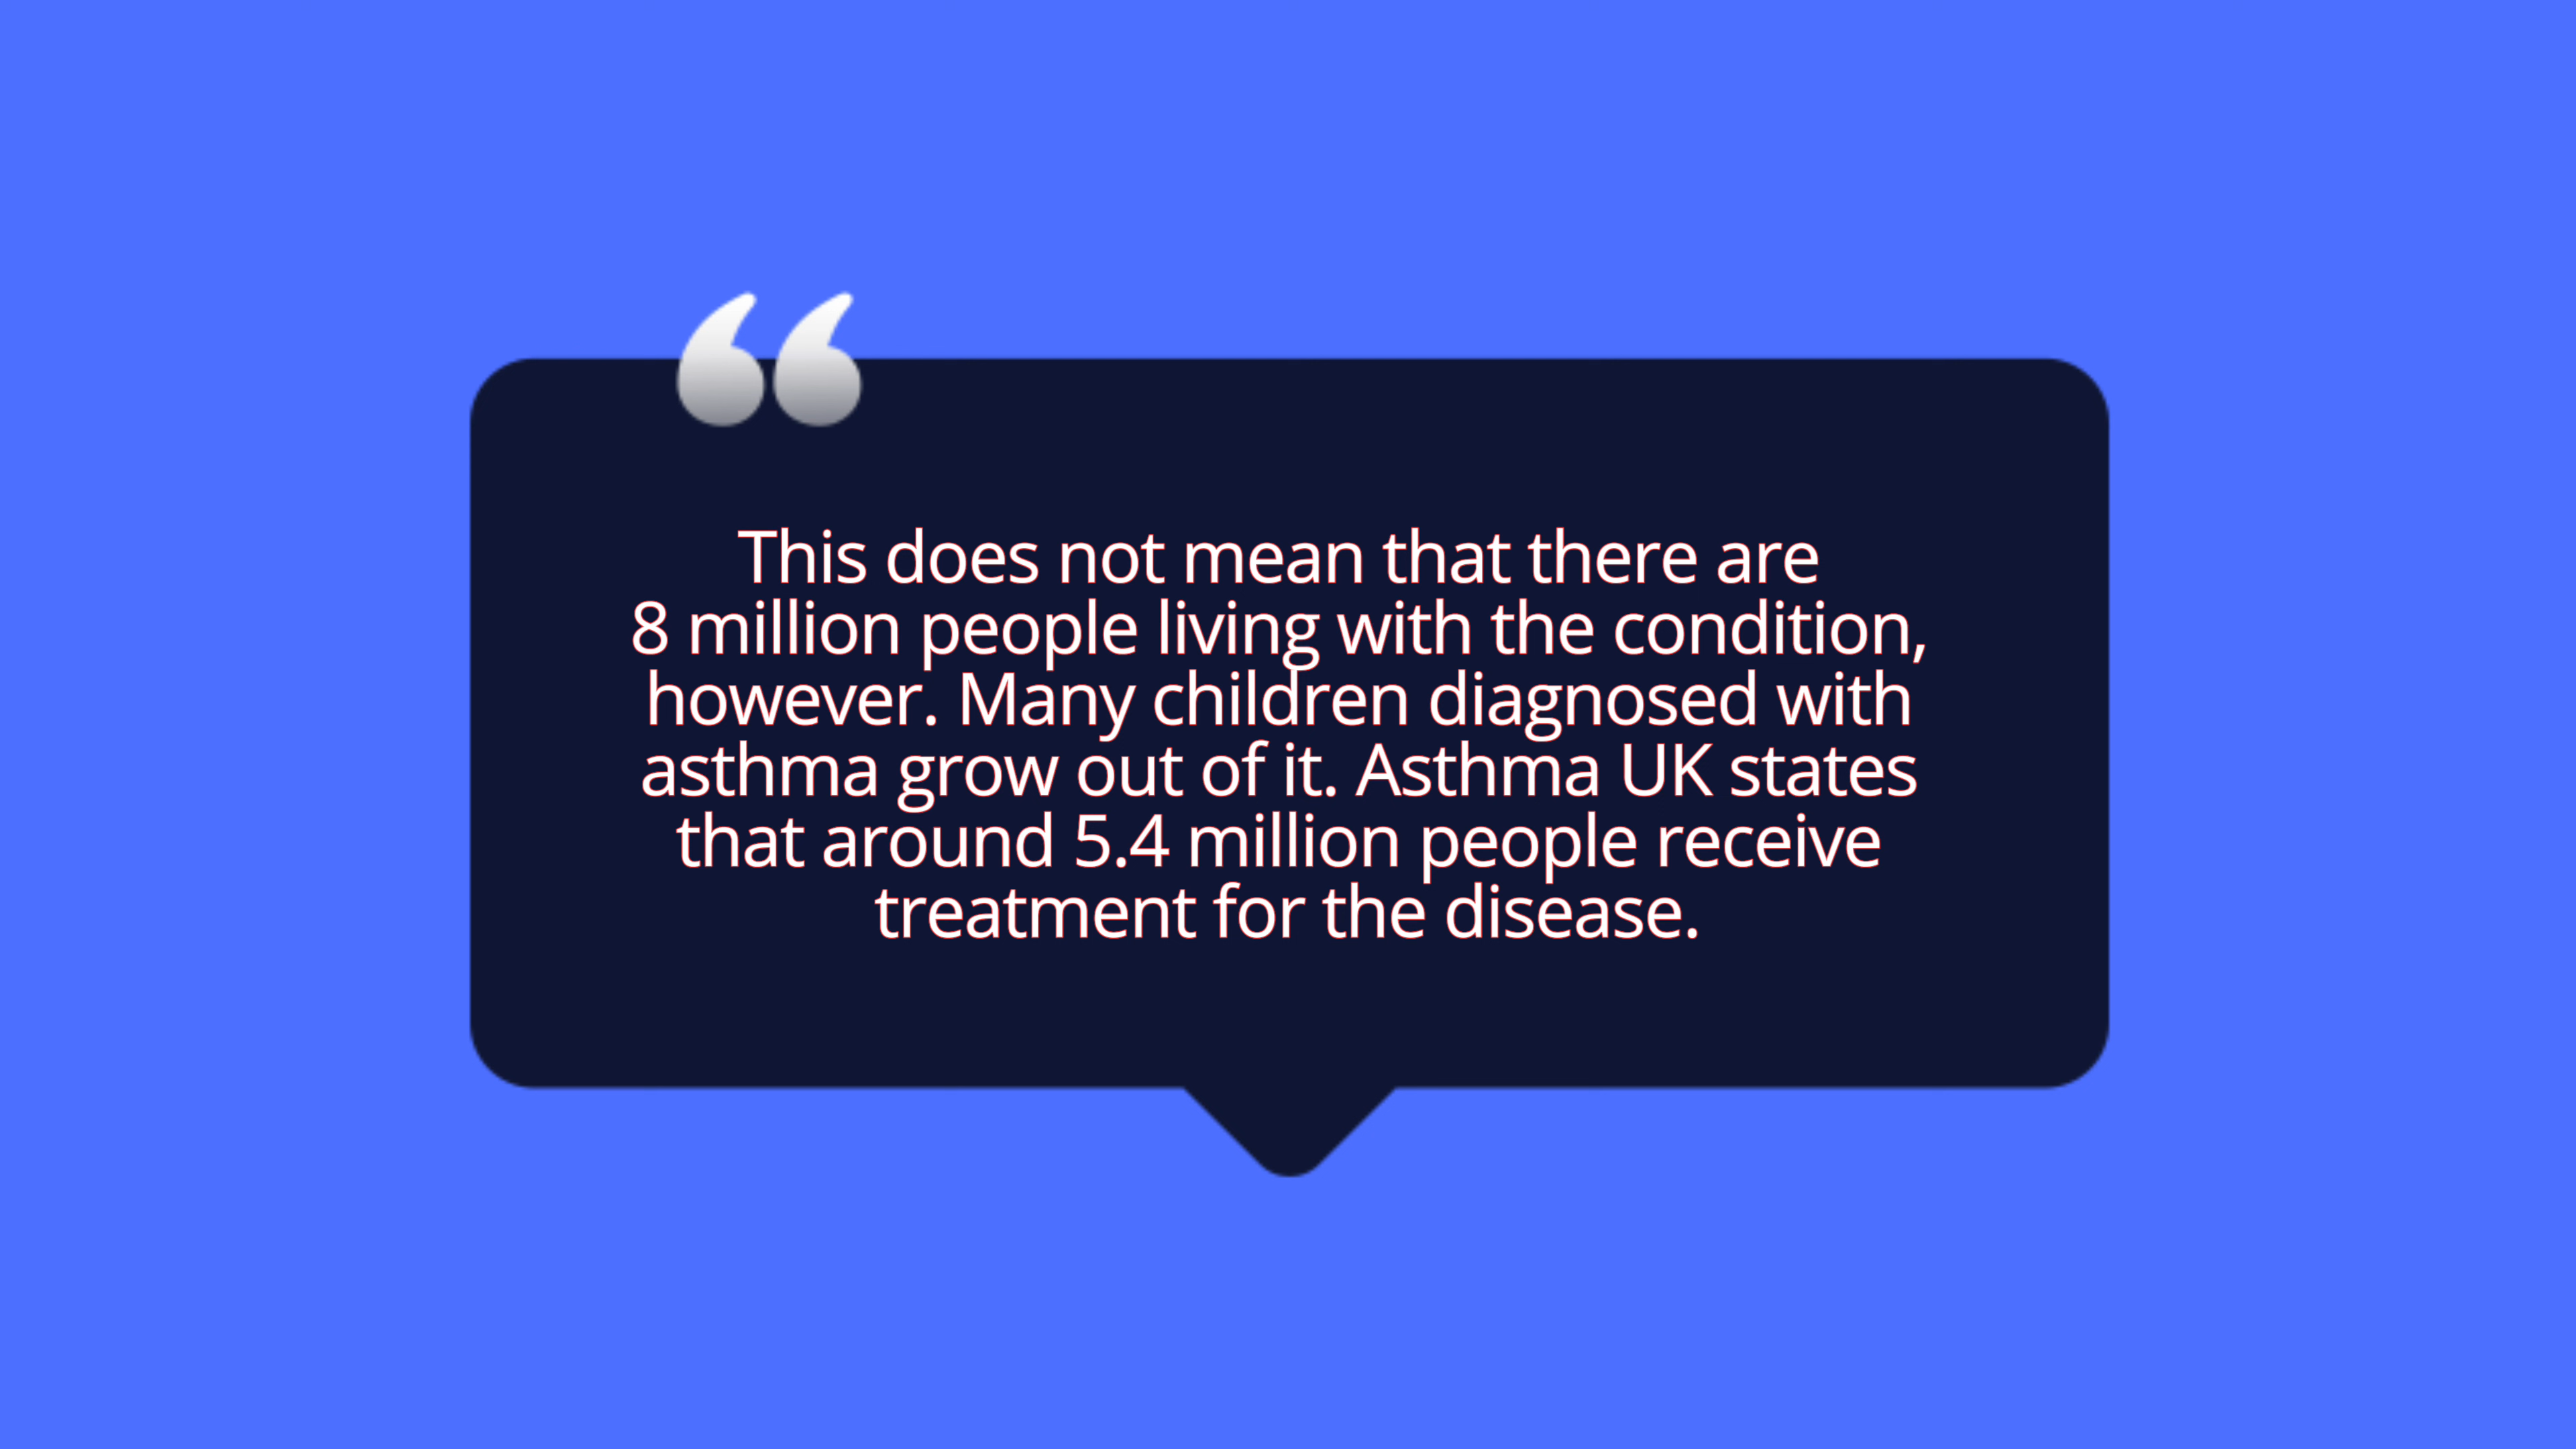 This does not mean that there are
8 million people living with the condition,
however. Many children diagnosed with
asthma grow out of it. Asthma UK states
that around 5.4 million people receive
treatment for the disease.